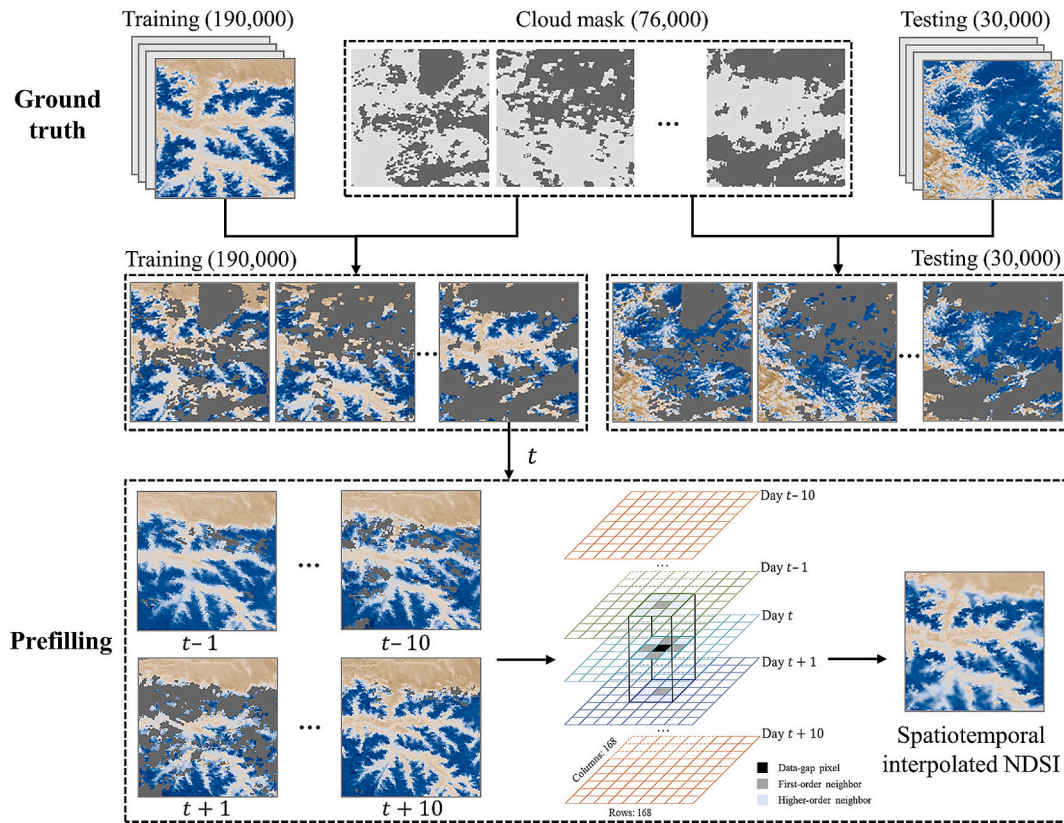 Training (190,000)
Cloud mask (76,000)
Testing (30,000)
Ground
truth
...
Training (190,000)
Testing (30,000)
...
...
t
Prefilling
...
t-1
t-10
...
t + 1
t + 10
Day t-10
...
Day t-1
Day t
Day t + 1
...
Day t + 10
Columns: 168
Rows: 168
Data-gap pixel
First-order neighbor
Higher-order neighbor
Spatiotemporal
interpolated NDSI